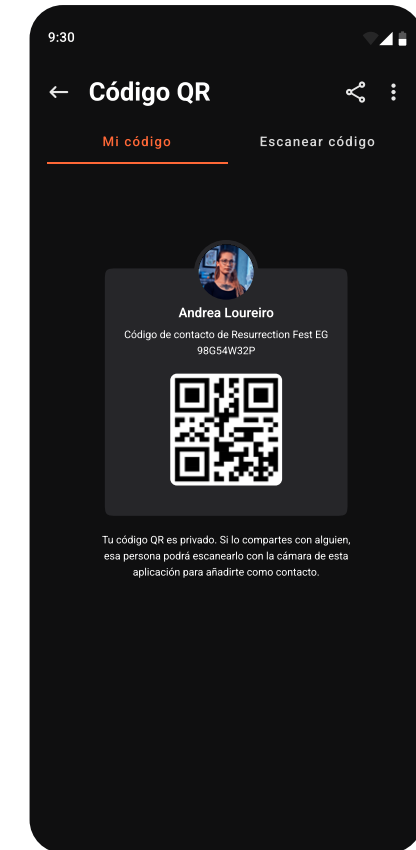 9:30
Código QR
Mi código
Escanear código
Andrea Loureiro
Código de contacto de Resurrection Fest EG
98G54W32P
Tu código QR es privado. Si lo compartes con alguien,
esa persona podrá escanearlo con la cámara de esta
aplicación para añadirte como contacto.